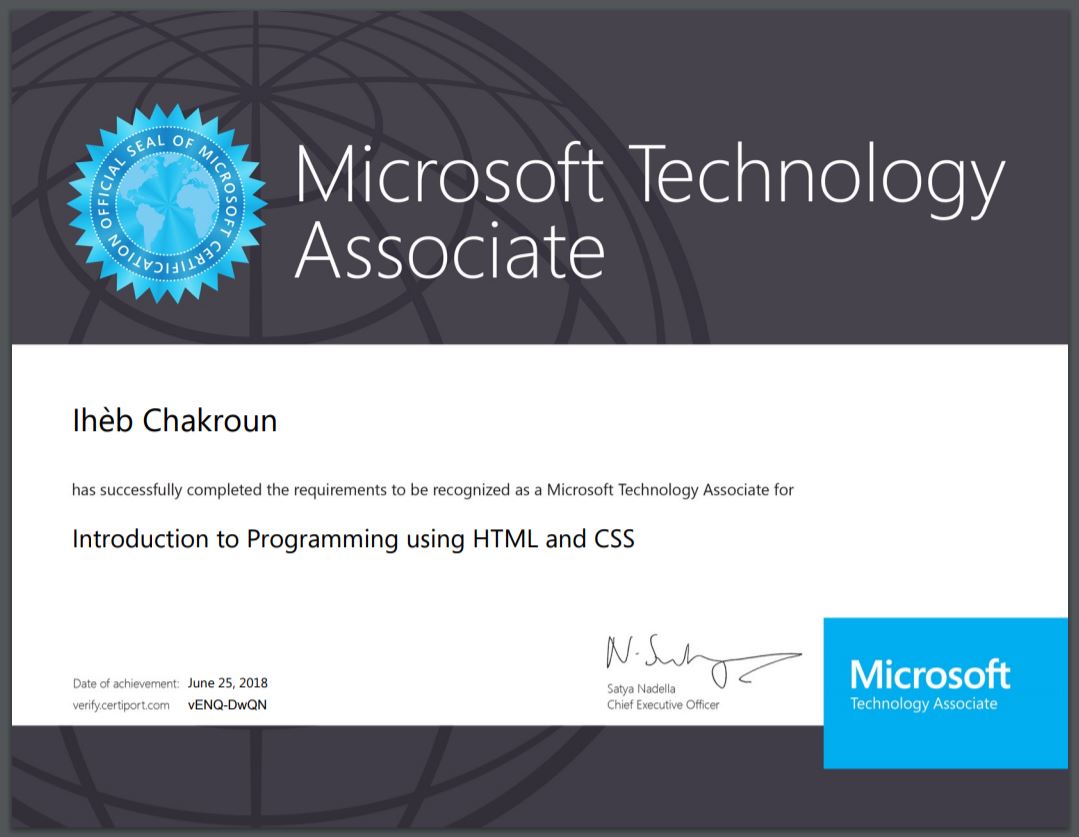 OFFICIAL SEAL OF MICROSOFT CERTIFICATION
Microsoft Technology
Associate
Ihèb Chakroun
has successfully completed the requirements to be recognized as a Microsoft Technology Associate for
Introduction to Programming using HTML and CSS
Date of achievement: June 25, 2018
verify.certiport.com vENQ-DwQN
Satya Nadella
Chief Executive Officer
Microsoft
Technology Associate